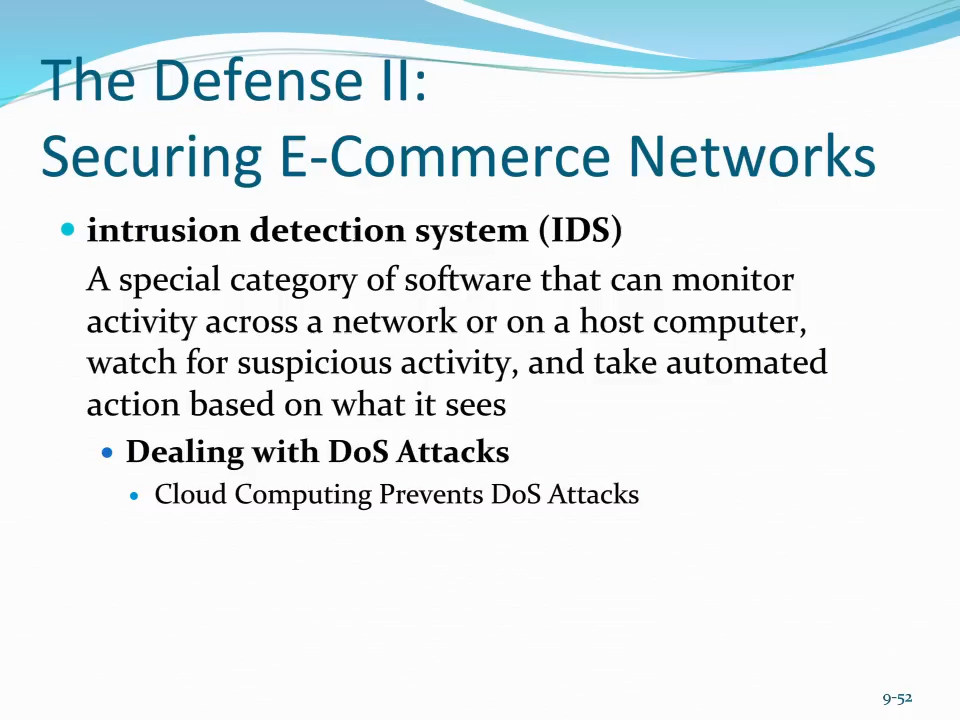 The Defense II:
Securing E-Commerce Networks
• intrusion detection system (IDS)
A special category of software that can monitor
activity across a network or on a host computer,
watch for suspicious activity, and take automated
action based on what it sees
• Dealing with DoS Attacks
• Cloud Computing Prevents DoS Attacks
9-52